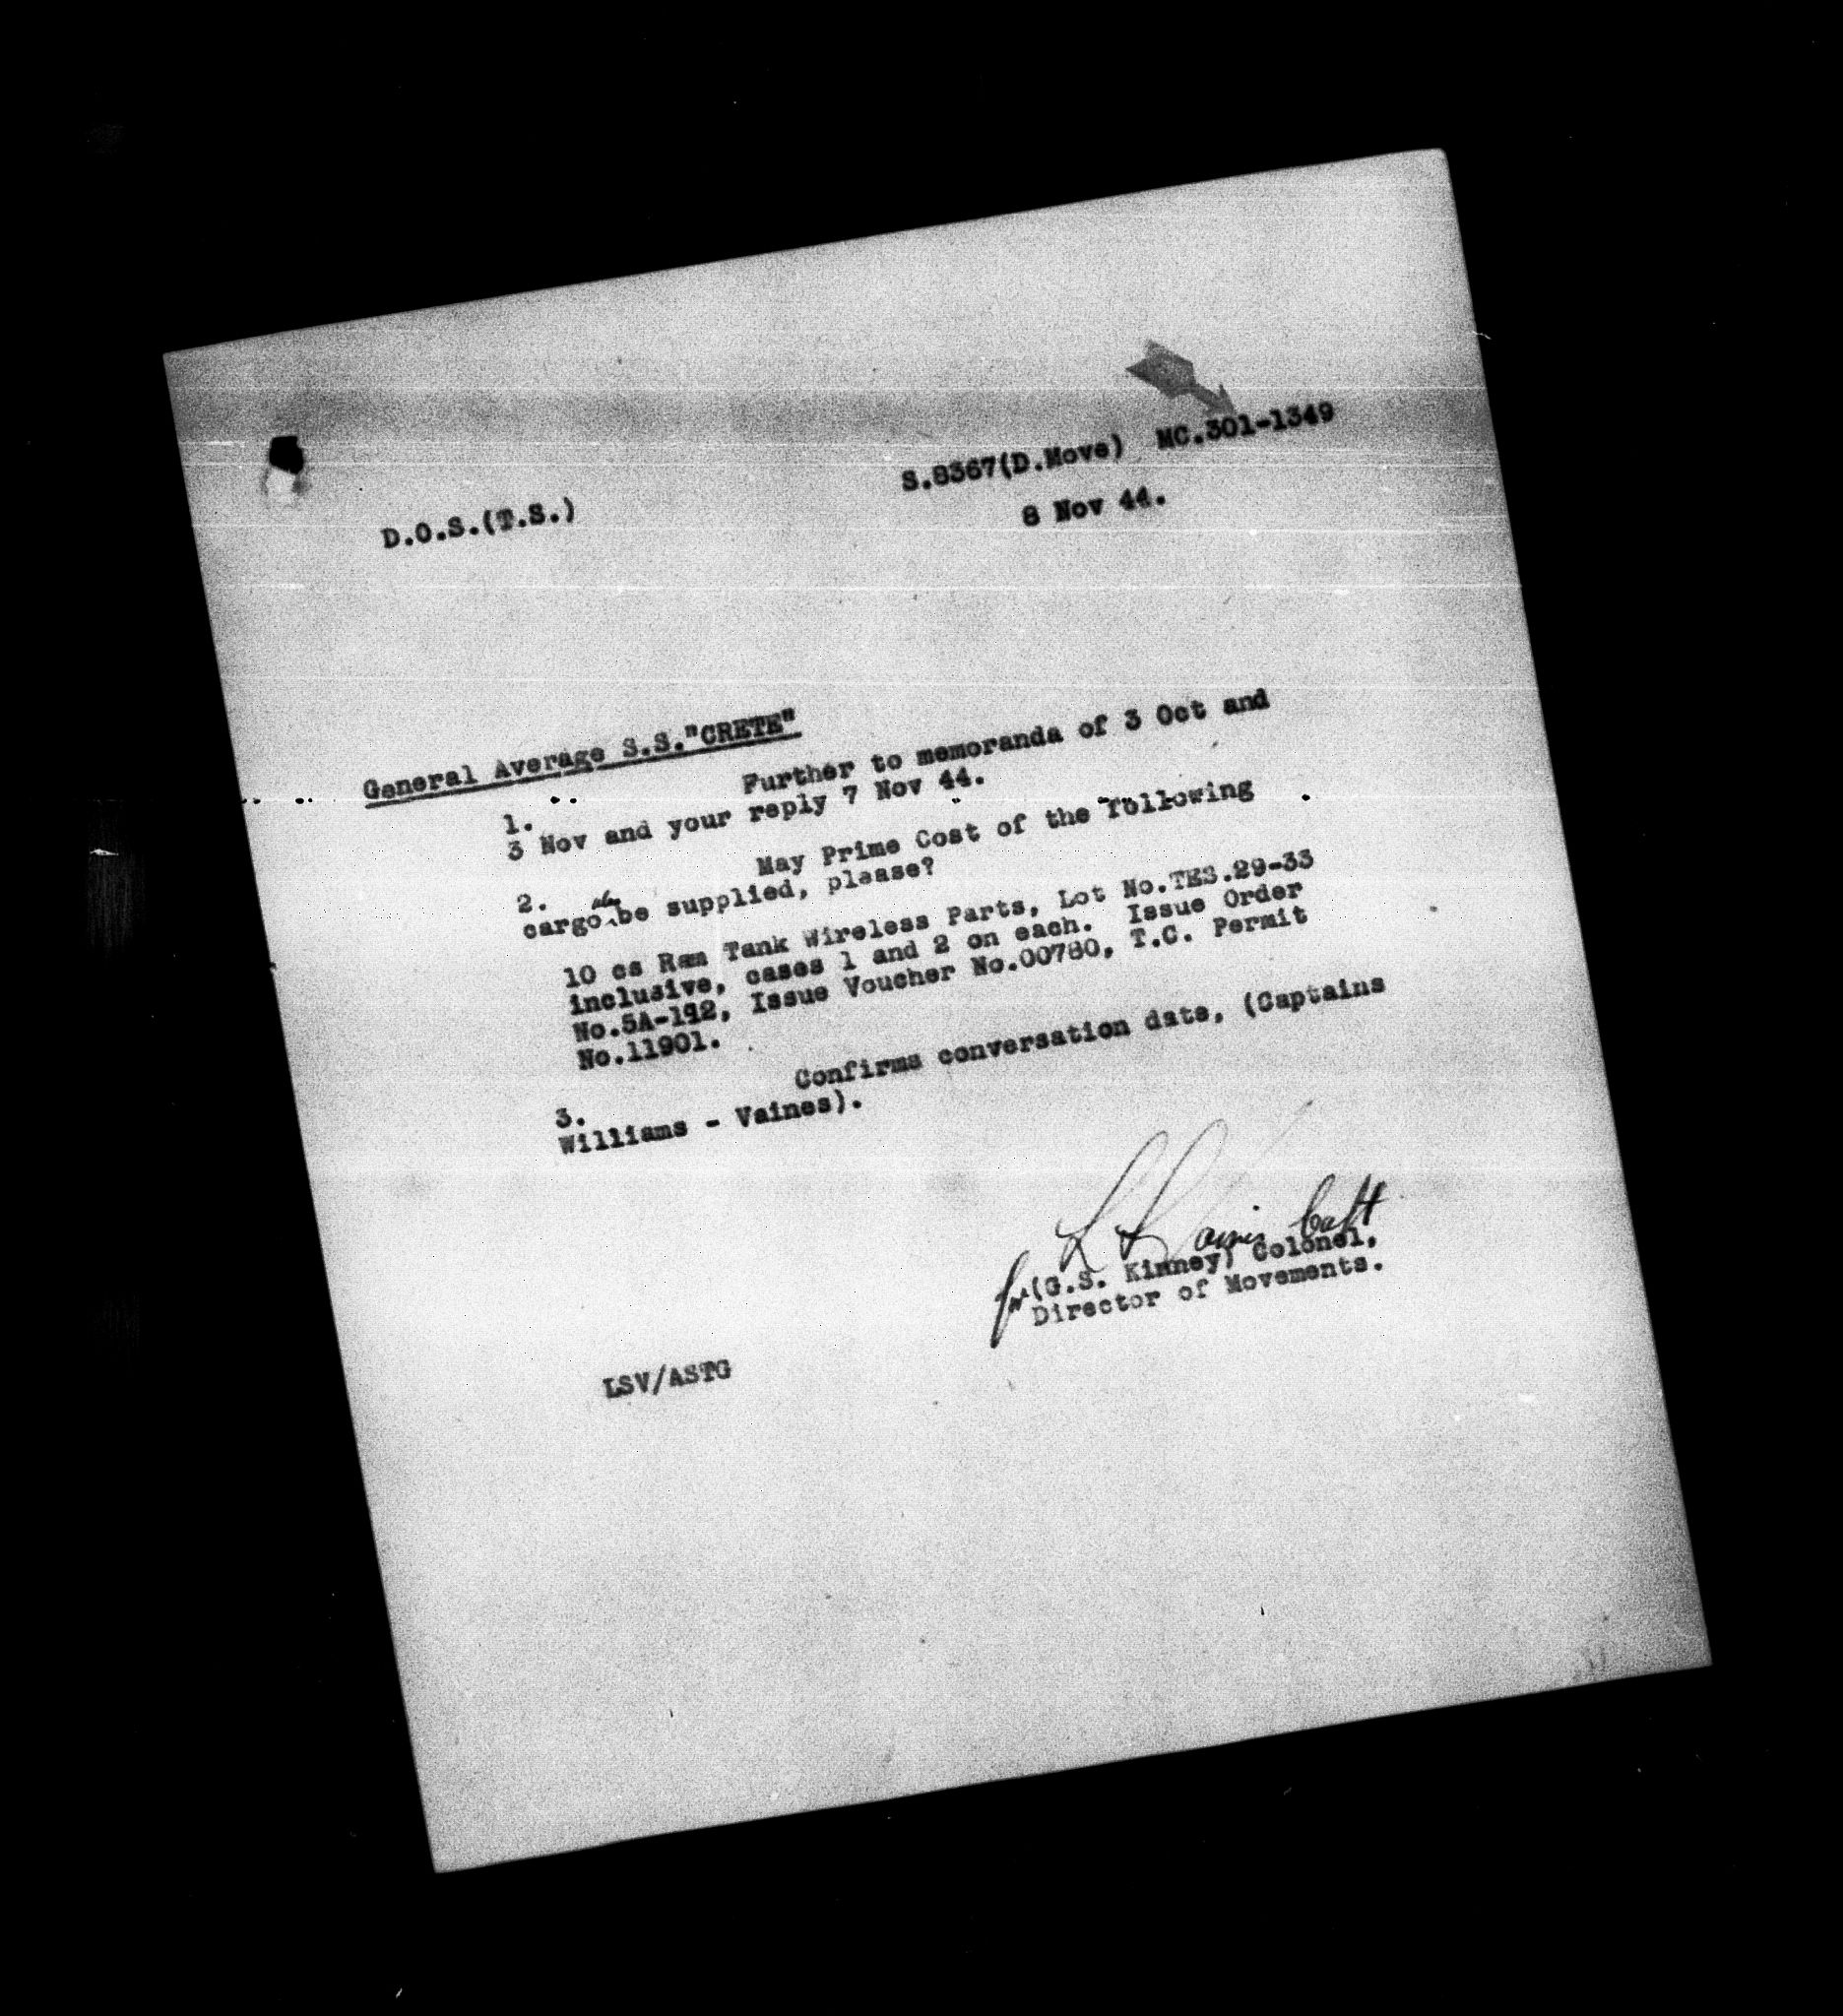 S.8367(D.Move) MC.301-1349
D.O.S.(T.S.)
8 Nov 44.
General Average S.S."CRETE"
1. Further to memoranda of 3 Oct and
3 Nov and your reply 7 Nov 44.
2. May Prime Cost of the following
cargo also be supplied, please?
10 cs Ram Tank Wireless Parts, Lot No.TES.29-33
inclusive, cases 1 and 2 on each. Issue Order
No.5A-192, Issue Voucher No.00780, T.C. Permit
No.11901.
3. Confirms conversation date, (Captains
Williams - Vaines).
L S Vaines Capt
for (G.S. Kinney) Colonel,
Director of Movements.
LSV/ASTG